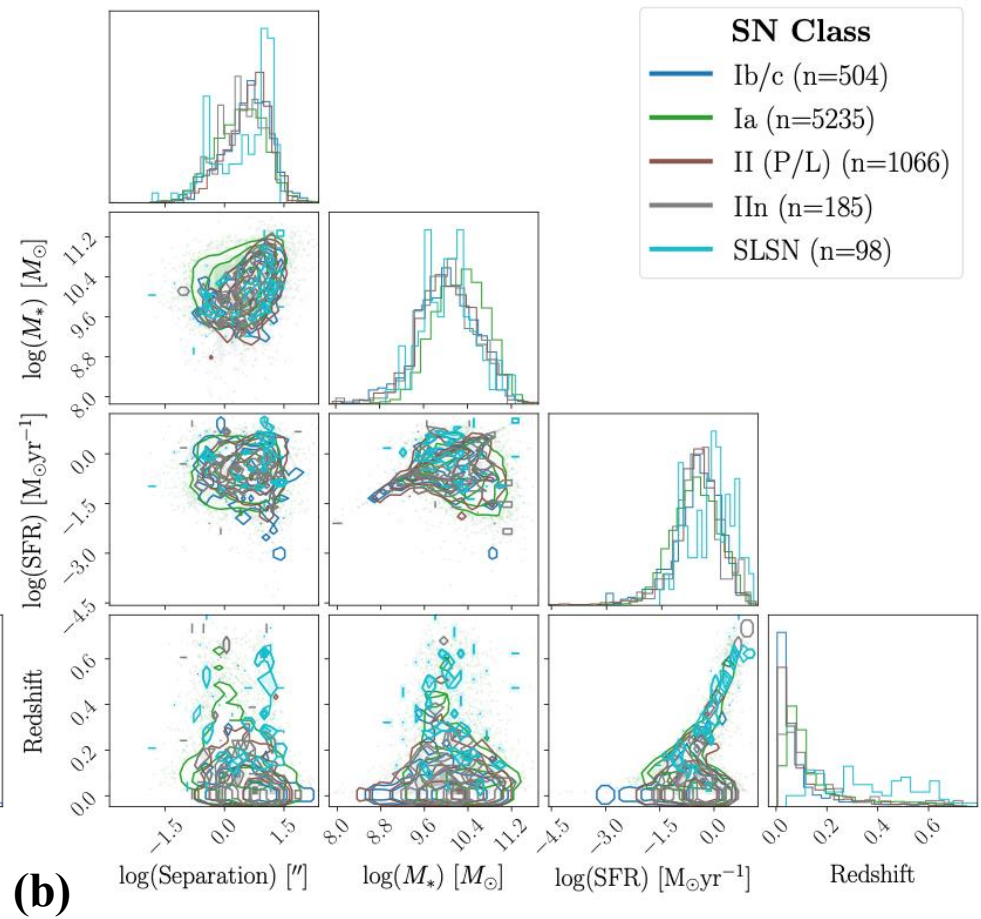 SN Class
Ib/c (n=504)
Ia (n=5235)
II (P/L) (n=1066)
IIn (n=185)
SLSN (n=98)
log(M*) [M⊙]
11.2
10.4
9.6
8.8
8.0
log(SFR) [M⊙yr−1]
0.0
−1.5
−3.0
−4.5
Redshift
0.6
0.4
0.2
0.0
−1.5 0.0 1.5
8.0 8.8 9.6 10.4 11.2
−4.5 −3.0 −1.5 0.0
0.0 0.2 0.4 0.6
log(Separation) [″]
log(M*) [M⊙]
log(SFR) [M⊙yr−1]
Redshift
(b)